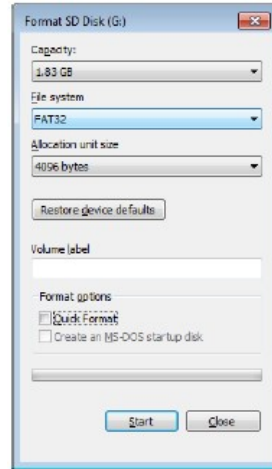 Format SD Disk (G:)
Capacity:
1.83 GB
File system
FAT32
Allocation unit size
4096 bytes
Restore device defaults
Volume label
Format options
Quick Format
Create an MS-DOS startup disk
Start Close